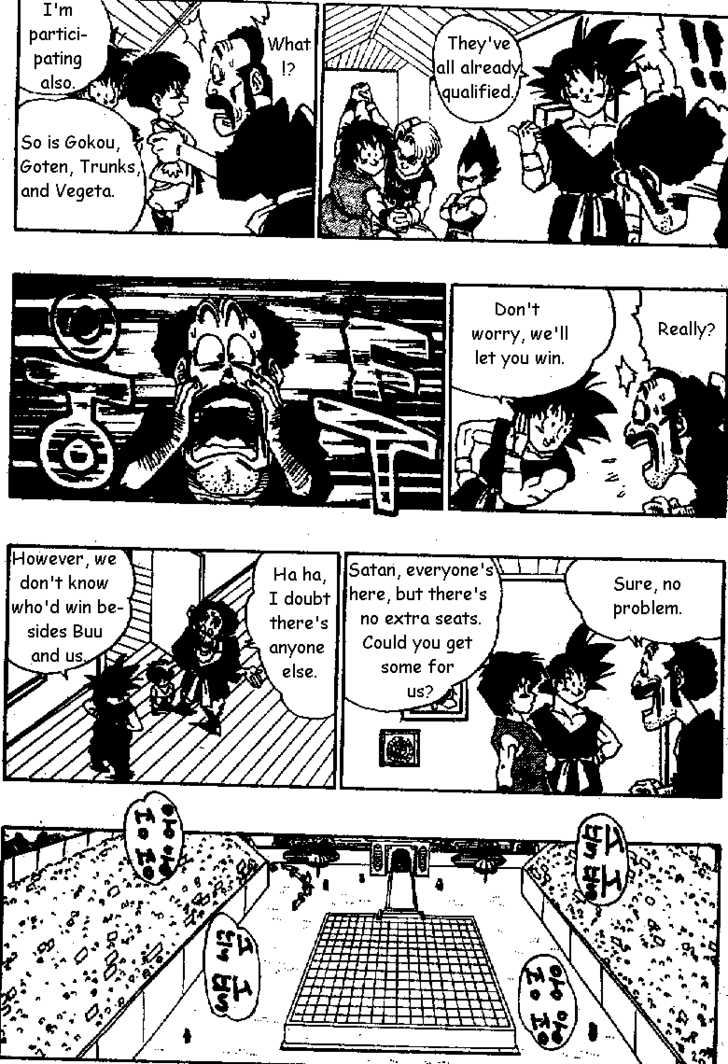 I'm
partici-
pating
also.
So is Gokou,
Goten, Trunks,
and Vegeta.
What
!?
They've
all already
qualified.
!!
Don't
worry, we'll
let you win.
Really?
However, we
don't know
who'd win be-
sides Buu
and us.
Ha ha,
I doubt
there's
anyone
else.
Satan, everyone's
here, but there's
no extra seats.
Could you get
some for
us?
Sure, no
problem.